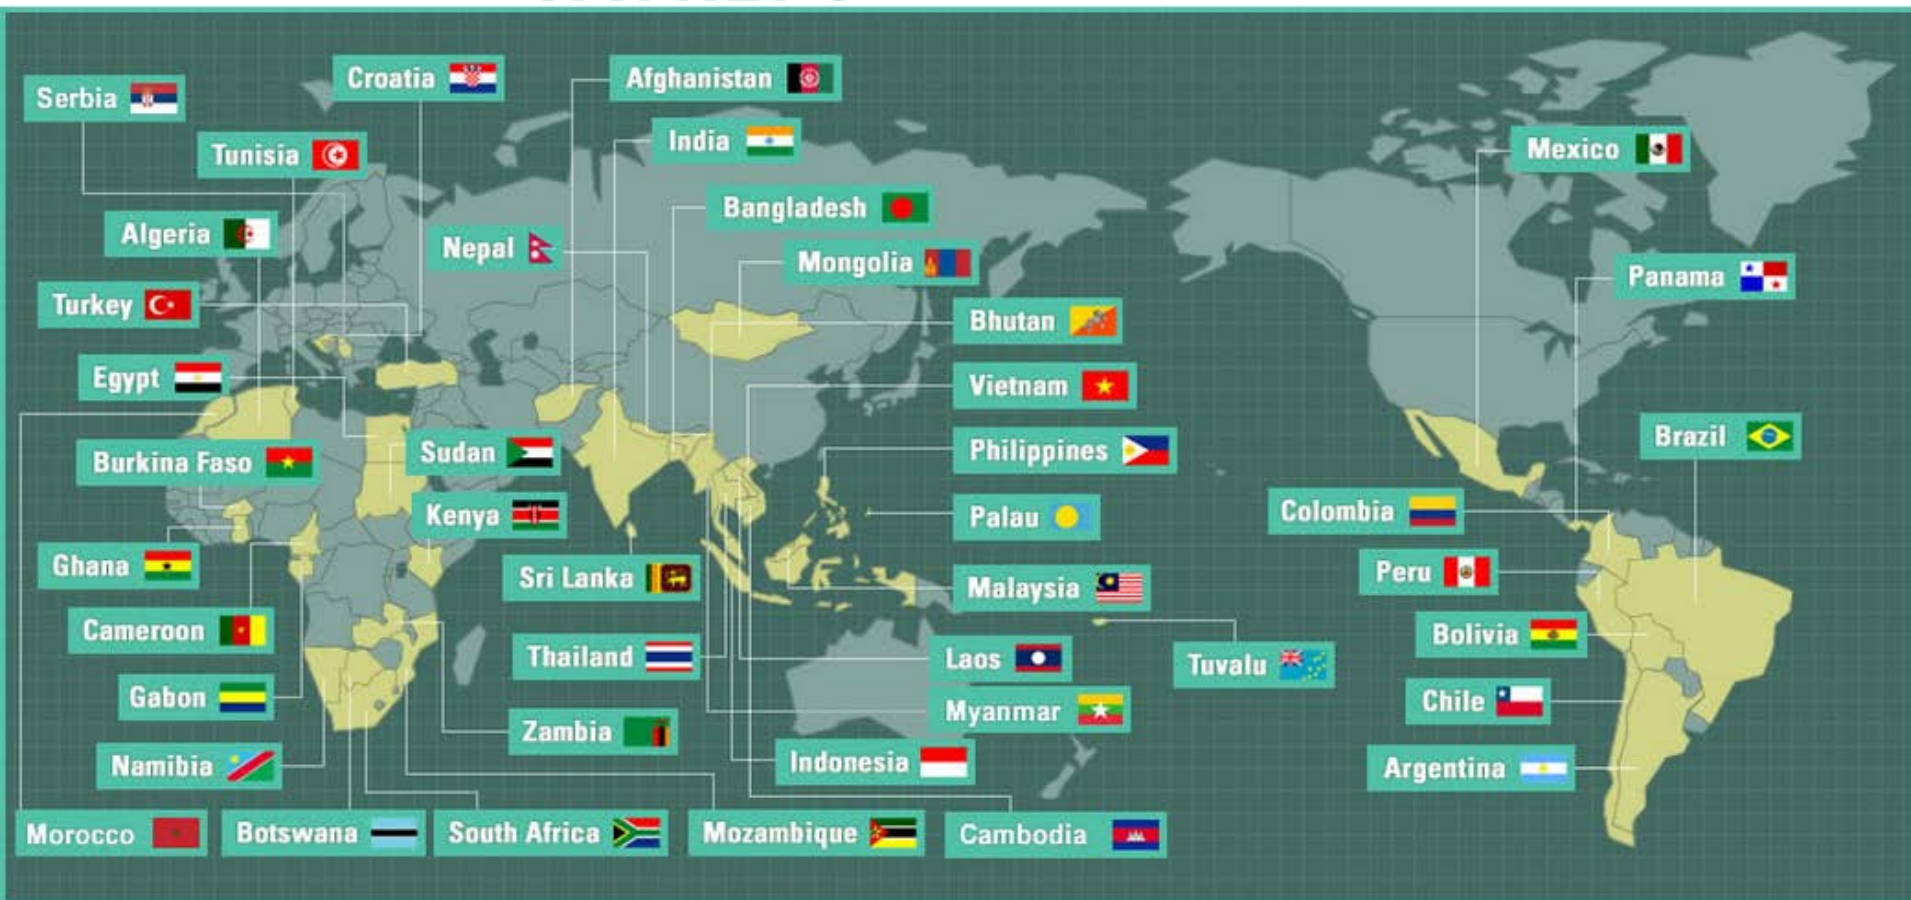 Croatia
Afghanistan
Serbia
India
Mexico
Tunisia
Bangladesh
Algeria
Nepal
Mongolia
Panama
Turkey
Bhutan
Egypt
Vietnam
Brazil
Burkina Faso
Sudan
Philippines
Colombia
Kenya
Palau
Ghana
Sri Lanka
Malaysia
Peru
Cameroon
Bolivia
Thailand
Laos
Tuvalu
Gabon
Chile
Myanmar
Zambia
Namibia
Indonesia
Argentina
Morocco
Botswana
South Africa
Mozambique
Cambodia